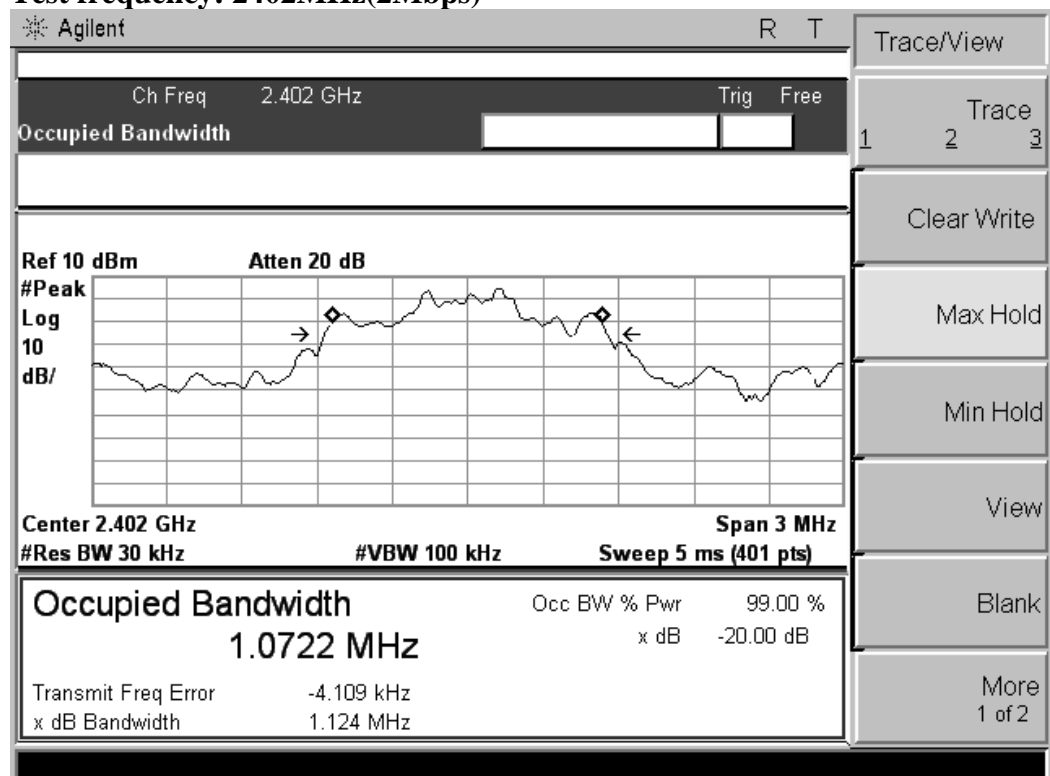 Test frequency: 2402MHz(2Mbps)
Agilent R T
Trace/View
Ch Freq 2.402 GHz Trig Free
Occupied Bandwidth
Trace
1 2 3
Clear Write
Ref 10 dBm Atten 20 dB
#Peak
Log
10
dB/
Max Hold
Min Hold
View
Center 2.402 GHz Span 3 MHz
#Res BW 30 kHz #VBW 100 kHz Sweep 5 ms (401 pts)
Occupied Bandwidth Occ BW % Pwr 99.00 %
1.0722 MHz x dB -20.00 dB
Blank
Transmit Freq Error -4.109 kHz
x dB Bandwidth 1.124 MHz
More
1 of 2